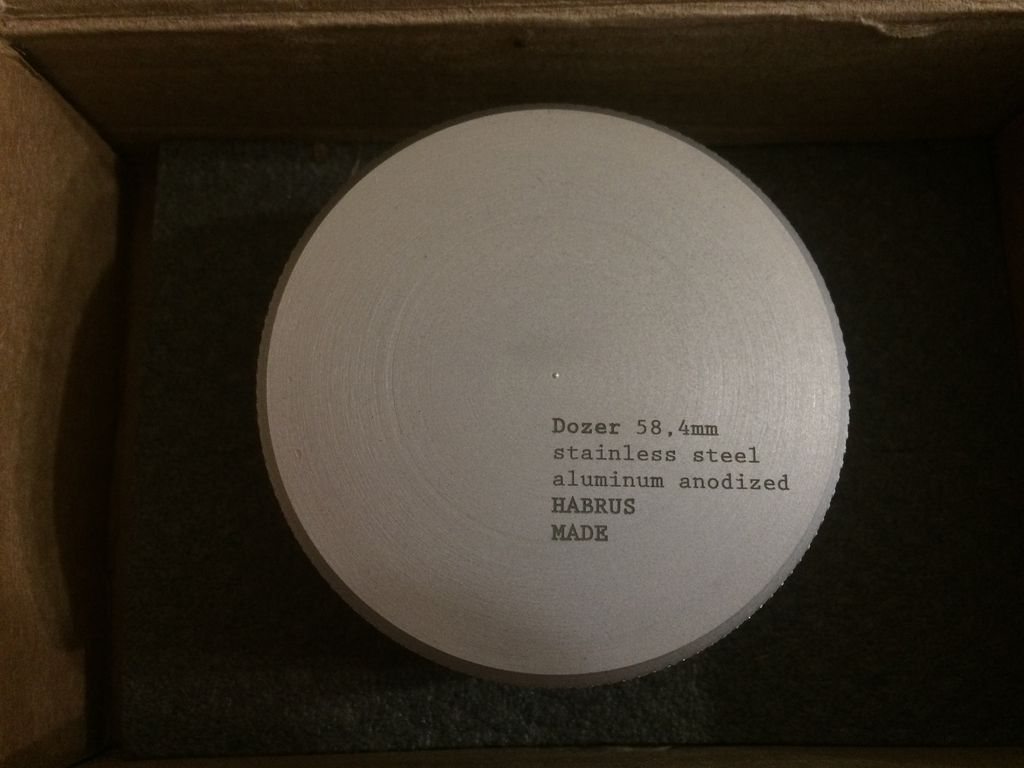 Dozer 58,4mm
stainless steel
aluminum anodized
HABRUS
MADE